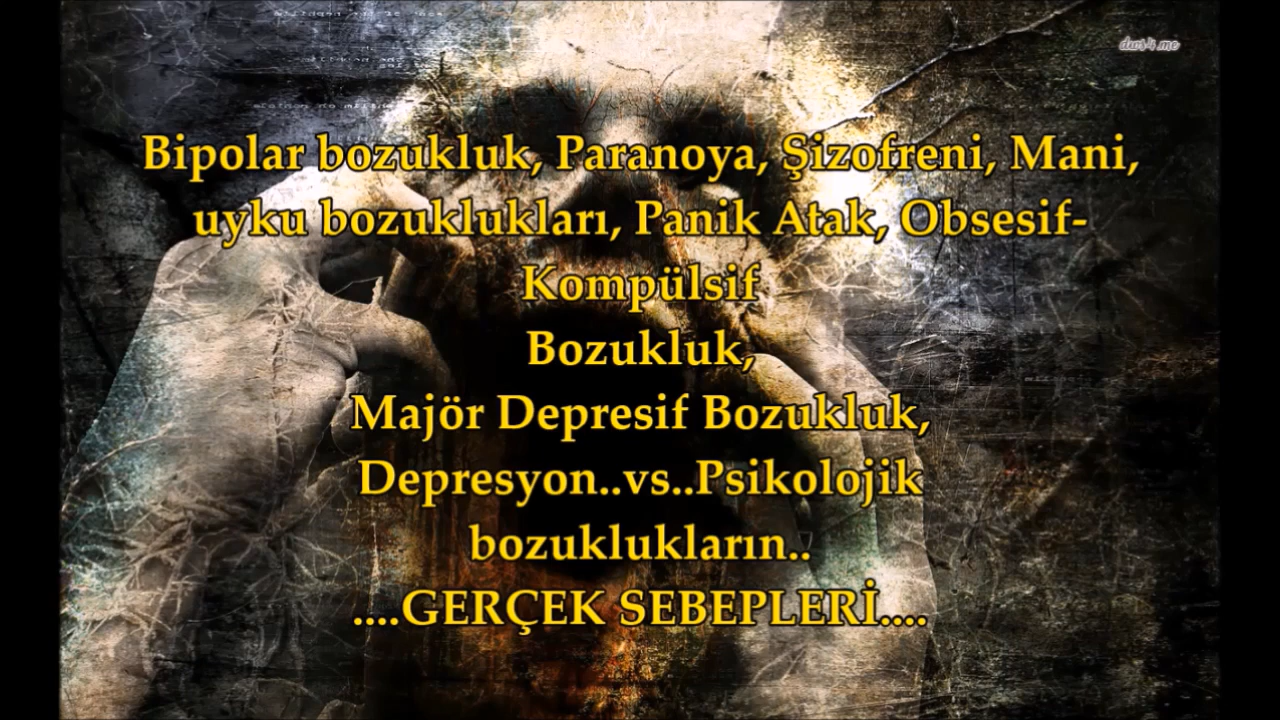 Bipolar bozukluk, Paranoya, Şizofreni, Mani,
uyku bozuklukları, Panik Atak, Obsesif-
Kompülsif
Bozukluk,
Majör Depresif Bozukluk,
Depresyon..vs..Psikolojik
bozuklukların..
....GERÇEK SEBEPLERİ....